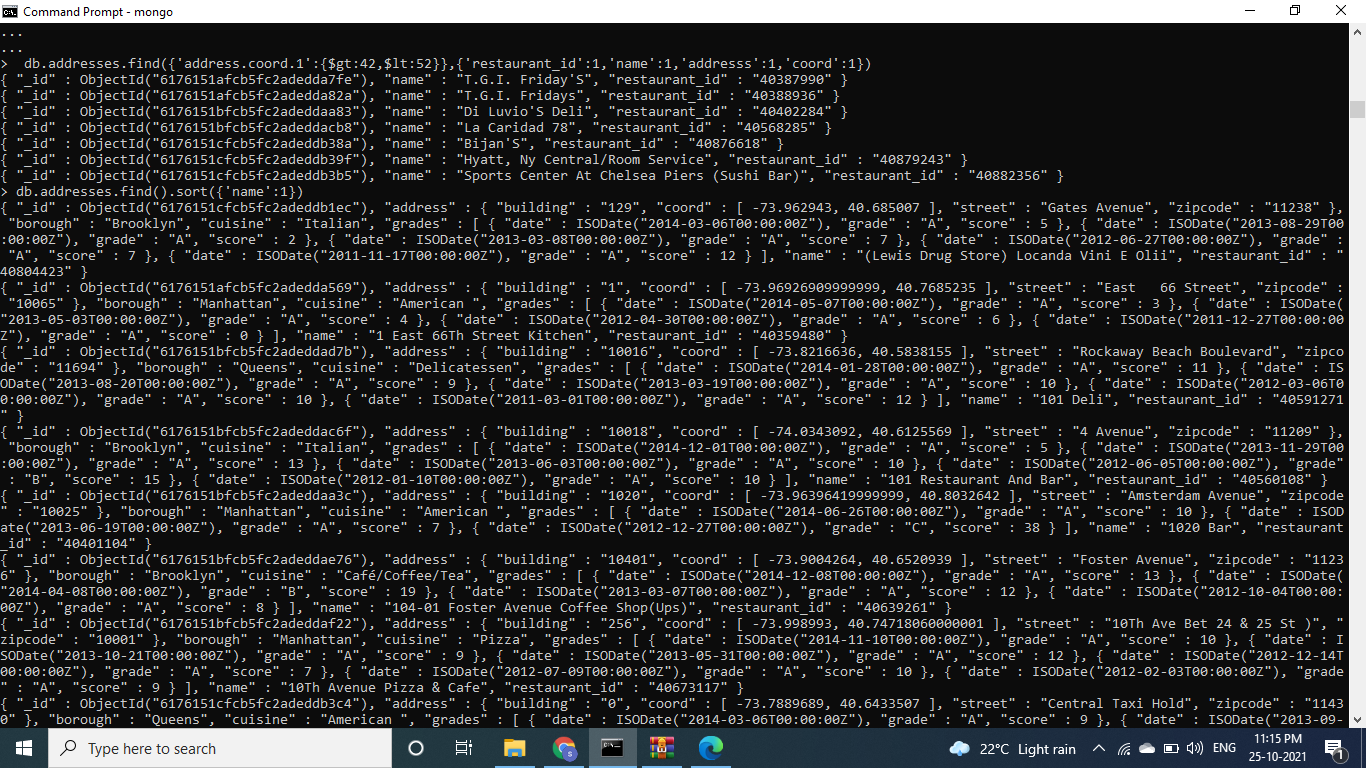 Command Prompt - mongo
...
...
>  db.addresses.find({'address.coord.1':{$gt:42,$lt:52}},{'restaurant_id':1,'name':1,'addresss':1,'coord':1})
{ "_id" : ObjectId("6176151afcb5fc2adedda7fe"), "name" : "T.G.I. Friday'S", "restaurant_id" : "40387990" }
{ "_id" : ObjectId("6176151bfcb5fc2adedda82a"), "name" : "T.G.I. Fridays", "restaurant_id" : "40388936" }
{ "_id" : ObjectId("6176151bfcb5fc2adeddaa83"), "name" : "Di Luvio'S Deli", "restaurant_id" : "40402284" }
{ "_id" : ObjectId("6176151bfcb5fc2adeddacb8"), "name" : "La Caridad 78", "restaurant_id" : "40568285" }
{ "_id" : ObjectId("6176151cfcb5fc2adeddb38a"), "name" : "Bijan'S", "restaurant_id" : "40876618" }
{ "_id" : ObjectId("6176151cfcb5fc2adeddb39f"), "name" : "Hyatt, Ny Central/Room Service", "restaurant_id" : "40879243" }
{ "_id" : ObjectId("6176151cfcb5fc2adeddb3b5"), "name" : "Sports Center At Chelsea Piers (Sushi Bar)", "restaurant_id" : "40882356" }
> db.addresses.find().sort({'name':1})
{ "_id" : ObjectId("6176151cfcb5fc2adeddb1ec"), "address" : { "building" : "129", "coord" : [ -73.962943, 40.685007 ], "street" : "Gates Avenue", "zipcode" : "11238" },
 "borough" : "Brooklyn", "cuisine" : "Italian", "grades" : [ { "date" : ISODate("2014-03-06T00:00:00Z"), "grade" : "A", "score" : 5 }, { "date" : ISODate("2013-08-29T00
:00:00Z"), "grade" : "A", "score" : 2 }, { "date" : ISODate("2013-03-08T00:00:00Z"), "grade" : "A", "score" : 7 }, { "date" : ISODate("2012-06-27T00:00:00Z"), "grade" :
 "A", "score" : 7 }, { "date" : ISODate("2011-11-17T00:00:00Z"), "grade" : "A", "score" : 12 } ], "name" : "(Lewis Drug Store) Locanda Vini E Olii", "restaurant_id" : "
40804423" }
{ "_id" : ObjectId("6176151afcb5fc2adedda569"), "address" : { "building" : "1", "coord" : [ -73.96926909999999, 40.7685235 ], "street" : "East   66 Street", "zipcode" :
 "10065" }, "borough" : "Manhattan", "cuisine" : "American ", "grades" : [ { "date" : ISODate("2014-05-07T00:00:00Z"), "grade" : "A", "score" : 3 }, { "date" : ISODate(
"2013-05-03T00:00:00Z"), "grade" : "A", "score" : 4 }, { "date" : ISODate("2012-04-30T00:00:00Z"), "grade" : "A", "score" : 6 }, { "date" : ISODate("2011-12-27T00:00:00
Z"), "grade" : "A", "score" : 0 } ], "name" : "1 East 66Th Street Kitchen", "restaurant_id" : "40359480" }
{ "_id" : ObjectId("6176151bfcb5fc2adeddad7b"), "address" : { "building" : "10016", "coord" : [ -73.8216636, 40.5838155 ], "street" : "Rockaway Beach Boulevard", "zipco
de" : "11694" }, "borough" : "Queens", "cuisine" : "Delicatessen", "grades" : [ { "date" : ISODate("2014-01-28T00:00:00Z"), "grade" : "A", "score" : 11 }, { "date" : IS
ODate("2013-08-20T00:00:00Z"), "grade" : "A", "score" : 9 }, { "date" : ISODate("2013-03-19T00:00:00Z"), "grade" : "A", "score" : 10 }, { "date" : ISODate("2012-03-06T0
0:00:00Z"), "grade" : "A", "score" : 10 }, { "date" : ISODate("2011-03-01T00:00:00Z"), "grade" : "A", "score" : 12 } ], "name" : "101 Deli", "restaurant_id" : "40591271
" }
{ "_id" : ObjectId("6176151bfcb5fc2adeddac6f"), "address" : { "building" : "10018", "coord" : [ -74.0343092, 40.6125569 ], "street" : "4 Avenue", "zipcode" : "11209" },
 "borough" : "Brooklyn", "cuisine" : "Italian", "grades" : [ { "date" : ISODate("2014-12-01T00:00:00Z"), "grade" : "A", "score" : 5 }, { "date" : ISODate("2013-11-29T00
:00:00Z"), "grade" : "A", "score" : 13 }, { "date" : ISODate("2013-06-03T00:00:00Z"), "grade" : "A", "score" : 10 }, { "date" : ISODate("2012-06-05T00:00:00Z"), "grade"
 : "B", "score" : 15 }, { "date" : ISODate("2012-01-10T00:00:00Z"), "grade" : "A", "score" : 10 } ], "name" : "101 Restaurant And Bar", "restaurant_id" : "40560108" }
{ "_id" : ObjectId("6176151bfcb5fc2adeddaa3c"), "address" : { "building" : "1020", "coord" : [ -73.96396419999999, 40.8032642 ], "street" : "Amsterdam Avenue", "zipcode
" : "10025" }, "borough" : "Manhattan", "cuisine" : "American ", "grades" : [ { "date" : ISODate("2014-06-26T00:00:00Z"), "grade" : "A", "score" : 10 }, { "date" : ISOD
ate("2013-06-19T00:00:00Z"), "grade" : "A", "score" : 7 }, { "date" : ISODate("2012-12-27T00:00:00Z"), "grade" : "C", "score" : 38 } ], "name" : "1020 Bar", "restaurant
_id" : "40401104" }
{ "_id" : ObjectId("6176151bfcb5fc2adeddae76"), "address" : { "building" : "10401", "coord" : [ -73.9004264, 40.6520939 ], "street" : "Foster Avenue", "zipcode" : "1123
6" }, "borough" : "Brooklyn", "cuisine" : "Café/Coffee/Tea", "grades" : [ { "date" : ISODate("2014-12-08T00:00:00Z"), "grade" : "A", "score" : 13 }, { "date" : ISODate(
"2014-04-08T00:00:00Z"), "grade" : "B", "score" : 19 }, { "date" : ISODate("2013-03-07T00:00:00Z"), "grade" : "A", "score" : 12 }, { "date" : ISODate("2012-10-04T00:00:
00Z"), "grade" : "A", "score" : 8 } ], "name" : "104-01 Foster Avenue Coffee Shop(Ups)", "restaurant_id" : "40639261" }
{ "_id" : ObjectId("6176151bfcb5fc2adeddaf22"), "address" : { "building" : "256", "coord" : [ -73.998993, 40.74718060000001 ], "street" : "10Th Ave Bet 24 & 25 St )", "
zipcode" : "10001" }, "borough" : "Manhattan", "cuisine" : "Pizza", "grades" : [ { "date" : ISODate("2014-11-10T00:00:00Z"), "grade" : "A", "score" : 10 }, { "date" : I
SODate("2013-10-21T00:00:00Z"), "grade" : "A", "score" : 9 }, { "date" : ISODate("2013-05-31T00:00:00Z"), "grade" : "A", "score" : 12 }, { "date" : ISODate("2012-12-14T
00:00:00Z"), "grade" : "A", "score" : 7 }, { "date" : ISODate("2012-07-09T00:00:00Z"), "grade" : "A", "score" : 10 }, { "date" : ISODate("2012-02-03T00:00:00Z"), "grade
" : "A", "score" : 9 } ], "name" : "10Th Avenue Pizza & Cafe", "restaurant_id" : "40673117" }
{ "_id" : ObjectId("6176151cfcb5fc2adeddb3c4"), "address" : { "building" : "0", "coord" : [ -73.7889689, 40.6433507 ], "street" : "Central Taxi Hold", "zipcode" : "1143
0" }, "borough" : "Queens", "cuisine" : "American ", "grades" : [ { "date" : ISODate("2014-03-06T00:00:00Z"), "grade" : "A", "score" : 9 }, { "date" : ISODate("2013-09-
Type here to search
22°C Light rain
ENG
11:15 PM
25-10-2021
1